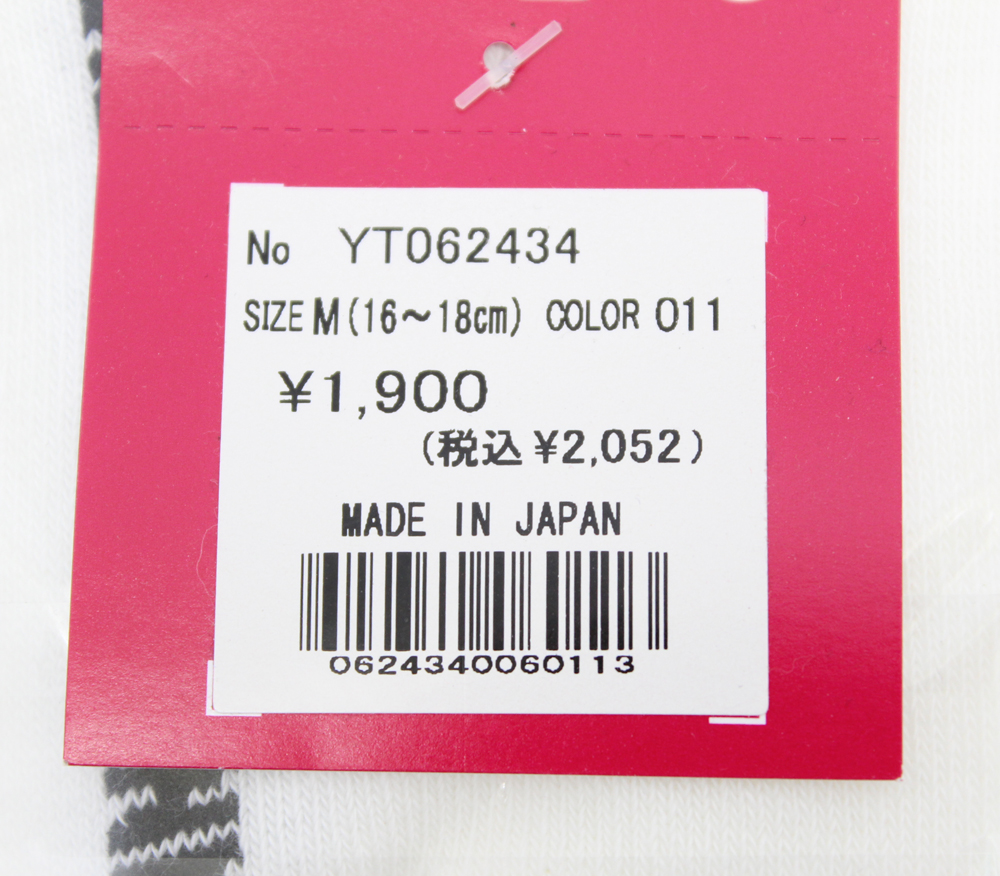 No YT062434
SIZE M(16〜18cm) COLOR 011
¥1,900
(税込 ¥2,052)
MADE IN JAPAN
0624340060113